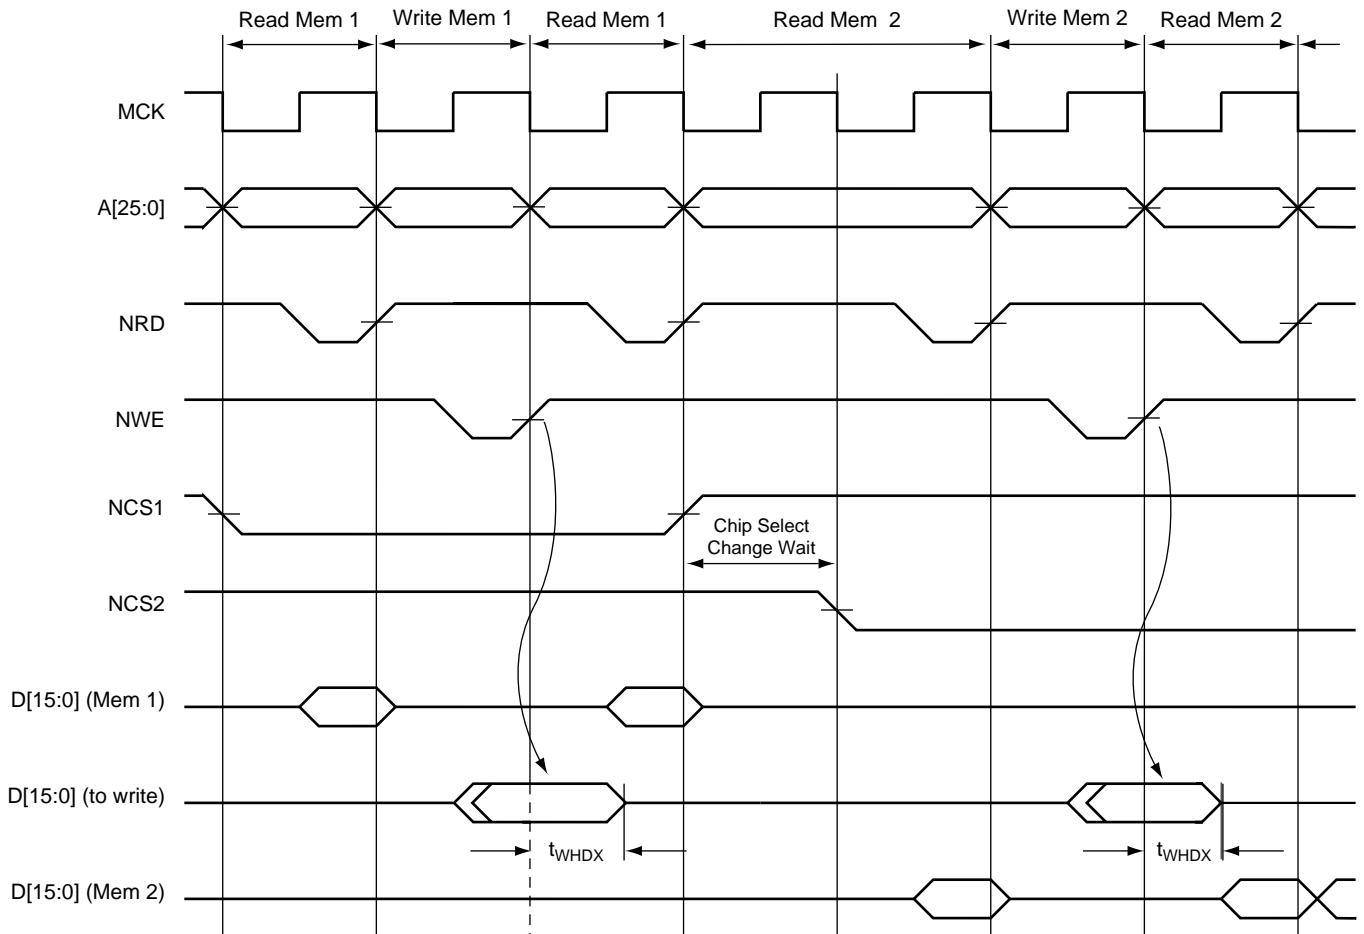 Read Mem 1
Write Mem 1
Read Mem 1
Read Mem 2
Write Mem 2
Read Mem 2
MCK
A[25:0]
NRD
NWE
NCS1
Chip Select
Change Wait
NCS2
D[15:0] (Mem 1)
D[15:0] (to write)
tWHDX
tWHDX
D[15:0] (Mem 2)